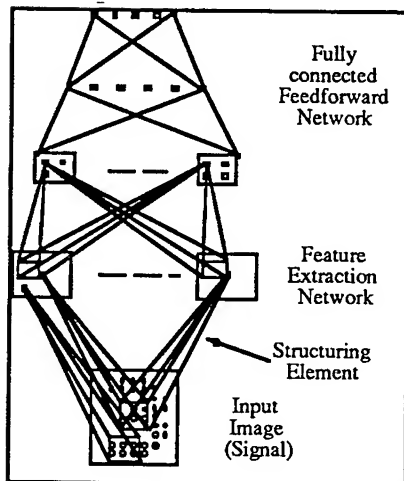 Fully
connected
Feedforward
Network
Feature
Extraction
Network
Structuring
Element
Input
Image
(Signal)